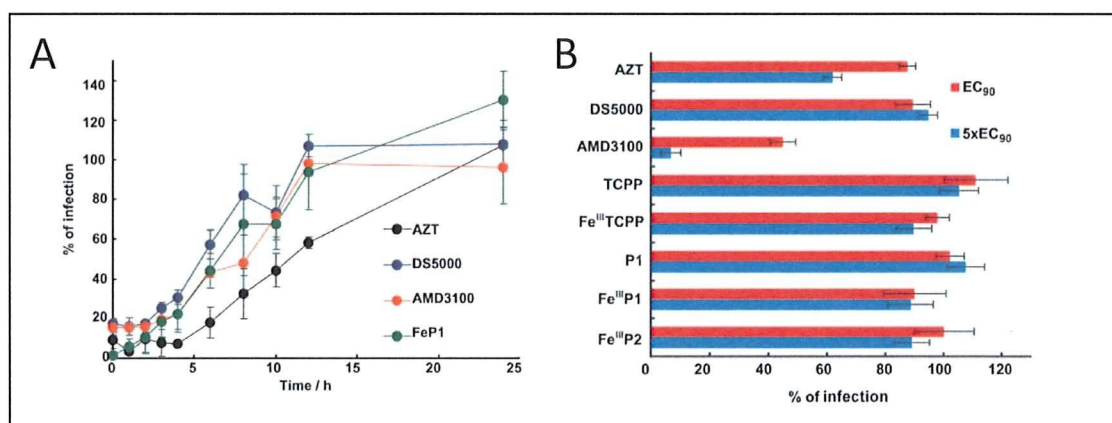 A
% of infection
140
120
100
80
60
40
20
0
0
5
10
15
20
25
Time / h
AZT
DS5000
AMD3100
FeP1
B
AZT
DS5000
AMD3100
TCPP
FeᴵᴵᴵTCPP
P1
FeᴵᴵᴵP1
FeᴵᴵᴵP2
EC₉₀
5xEC₉₀
0 20 40 60 80 100 120
% of infection